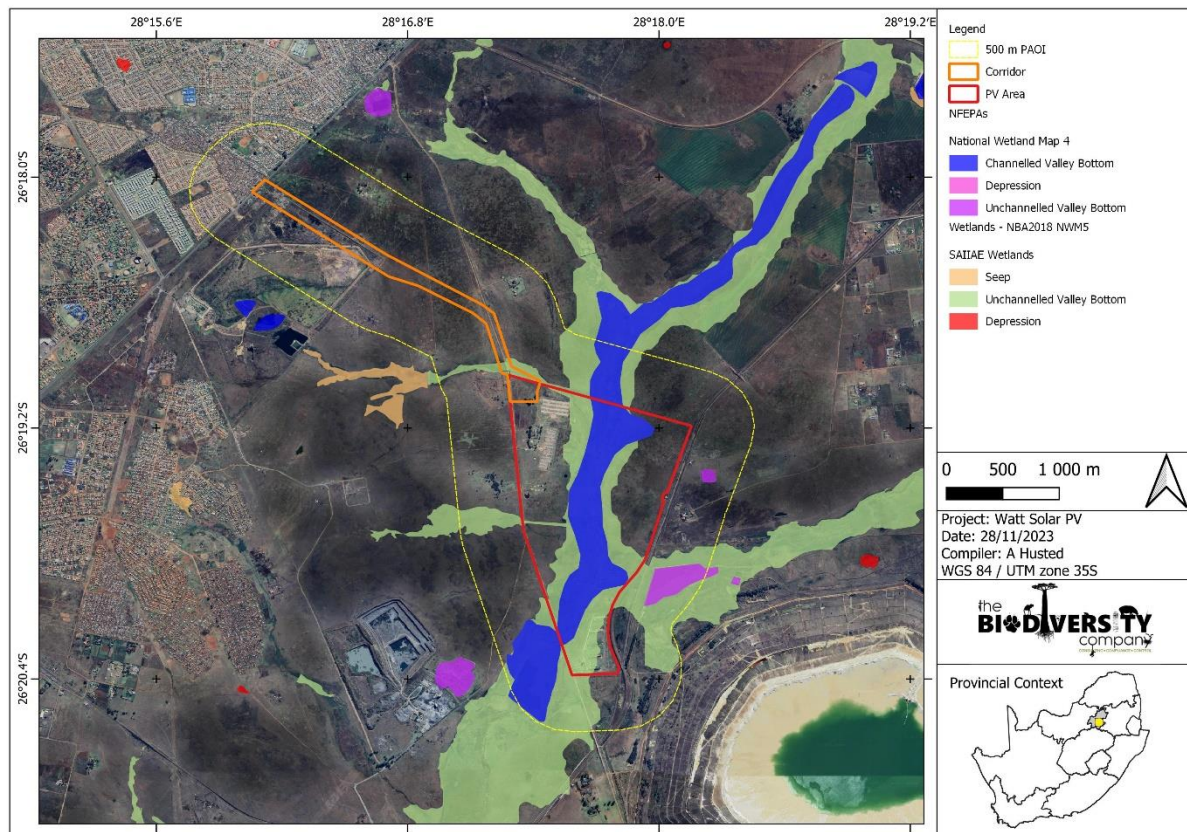 28°15.6'E
28°16.8'E
28°18.0'E
28°19.2'E
26°18.0'S
26°19.2'S
26°20.4'S
Legend
500 m PAOI
Corridor
PV Area
NFEPAs
National Wetland Map 4
Channelled Valley Bottom
Depression
Unchannelled Valley Bottom
Wetlands - NBA2018 NWM5
SAIIAE Wetlands
Seep
Unchannelled Valley Bottom
Depression
0 500 1 000 m
Project: Watt Solar PV
Date: 28/11/2023
Compiler: A Husted
WGS 84 / UTM zone 35S
the
BIODIVERSITY
company
Provincial Context